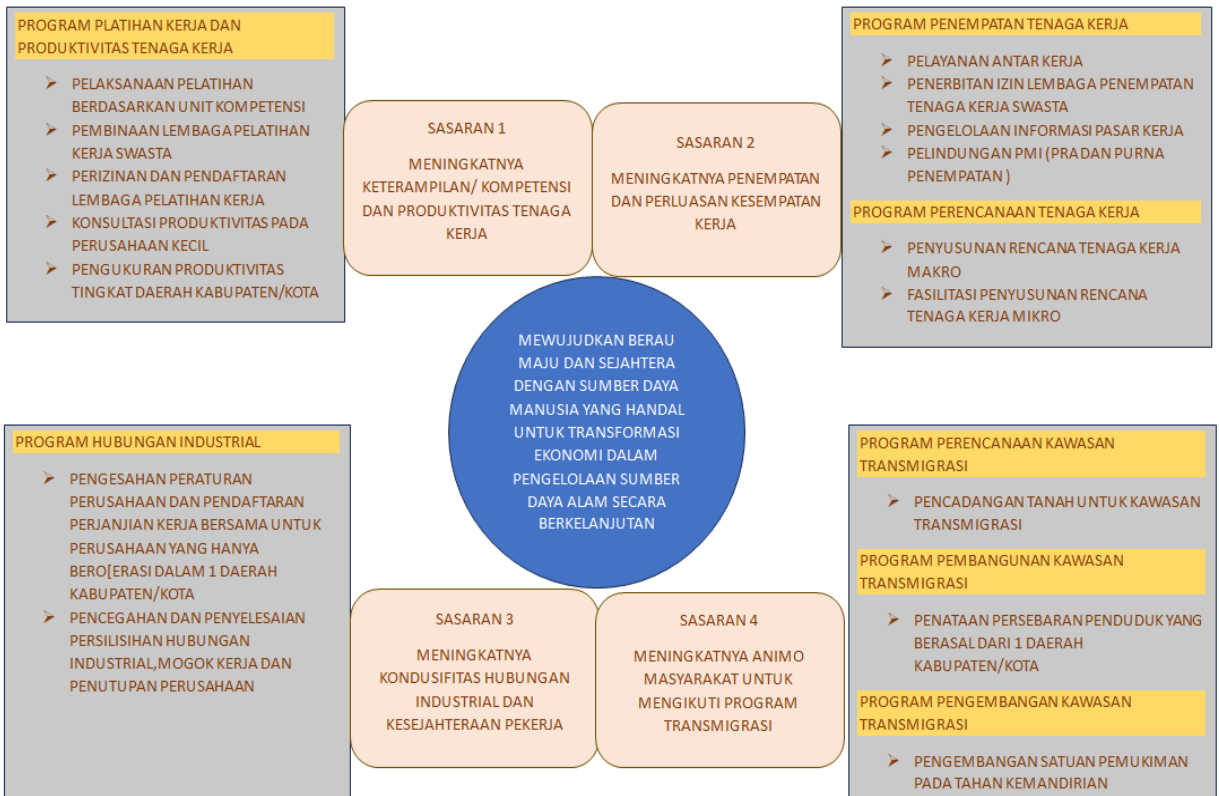 PROGRAM PLATIHAN KERJA DAN
PRODUKTIVITAS TENAGA KERJA
➢ PELAKSANAAN PELATIHAN
BERDASARKAN UNIT KOMPETENSI
➢ PEMBINAAN LEMBAGA PELATIHAN
KERJA SWASTA
➢ PERIZINAN DAN PENDAFTARAN
LEMBAGA PELATIHAN KERJA
➢ KONSULTASI PRODUKTIVITAS PADA
PERUSAHAAN KECIL
➢ PENGUKURAN PRODUKTIVITAS
TINGKAT DAERAH KABUPATEN/KOTA
SASARAN 1
MENINGKATNYA
KETERAMPILAN/ KOMPETENSI
DAN PRODUKTIVITAS TENAGA
KERJA
SASARAN 2
MENINGKATNYA PENEMPATAN
DAN PERLUASAN KESEMPATAN
KERJA
PROGRAM PENEMPATAN TENAGA KERJA
➢ PELAYANAN ANTAR KERJA
➢ PENERBITAN IZIN LEMBAGA PENEMPATAN
TENAGA KERJA SWASTA
➢ PENGELOLAAN INFORMASI PASAR KERJA
➢ PELINDUNGAN PMI ( PRA DAN PURNA
PENEMPATAN )
PROGRAM PERENCANAAN TENAGA KERJA
➢ PENYUSUNAN RENCANA TENAGA KERJA
MAKRO
➢ FASILITASI PENYUSUNAN RENCANA
TENAGA KERJA MIKRO
MEWUJUDKAN BERAU
MAJU DAN SEJAHTERA
DENGAN SUMBER DAYA
MANUSIA YANG HANDAL
UNTUK TRANSFORMASI
EKONOMI DALAM
PENGELOLAAN SUMBER
DAYA ALAM SECARA
BERKELANJUTAN
PROGRAM HUBUNGAN INDUSTRIAL
➢ PENGESAHAN PERATURAN
PERUSAHAAN DAN PENDAFTARAN
PERJANJIAN KERJA BERSAMA UNTUK
PERUSAHAAN YANG HANYA
BERO[ERASI DALAM 1 DAERAH
KABUPATEN/KOTA
➢ PENCEGAHAN DAN PENYELESAIAN
PERSILISIHAN HUBUNGAN
INDUSTRIAL,MOGOK KERJA DAN
PENUTUPAN PERUSAHAAN
SASARAN 3
MENINGKATNYA
KONDUSIFITAS HUBUNGAN
INDUSTRIAL DAN
KESEJAHTERAAN PEKERJA
SASARAN 4
MENINGKATNYA ANIMO
MASYARAKAT UNTUK
MENGIKUTI PROGRAM
TRANSMIGRASI
PROGRAM PERENCANAAN KAWASAN
TRANSMIGRASI
➢ PENCADANGAN TANAH UNTUK KAWASAN
TRANSMIGRASI
PROGRAM PEMBANGUNAN KAWASAN
TRANSMIGRASI
➢ PENATAAN PERSEBARAN PENDUDUK YANG
BERASAL DARI 1 DAERAH
KABUPATEN/KOTA
PROGRAM PENGEMBANGAN KAWASAN
TRANSMIGRASI
➢ PENGEMBANGAN SATUAN PEMUKIMAN
PADA TAHAN KEMANDIRIAN